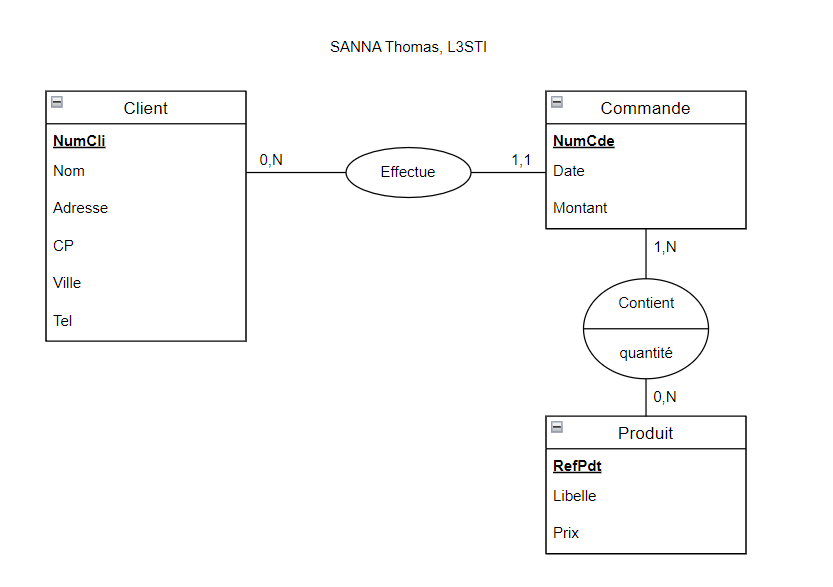 SANNA Thomas, L3STI
Client
NumCli
Nom
Adresse
CP
Ville
Tel
0,N
Effectue
1,1
Commande
NumCde
Date
Montant
1,N
Contient
quantité
0,N
Produit
RefPdt
Libelle
Prix